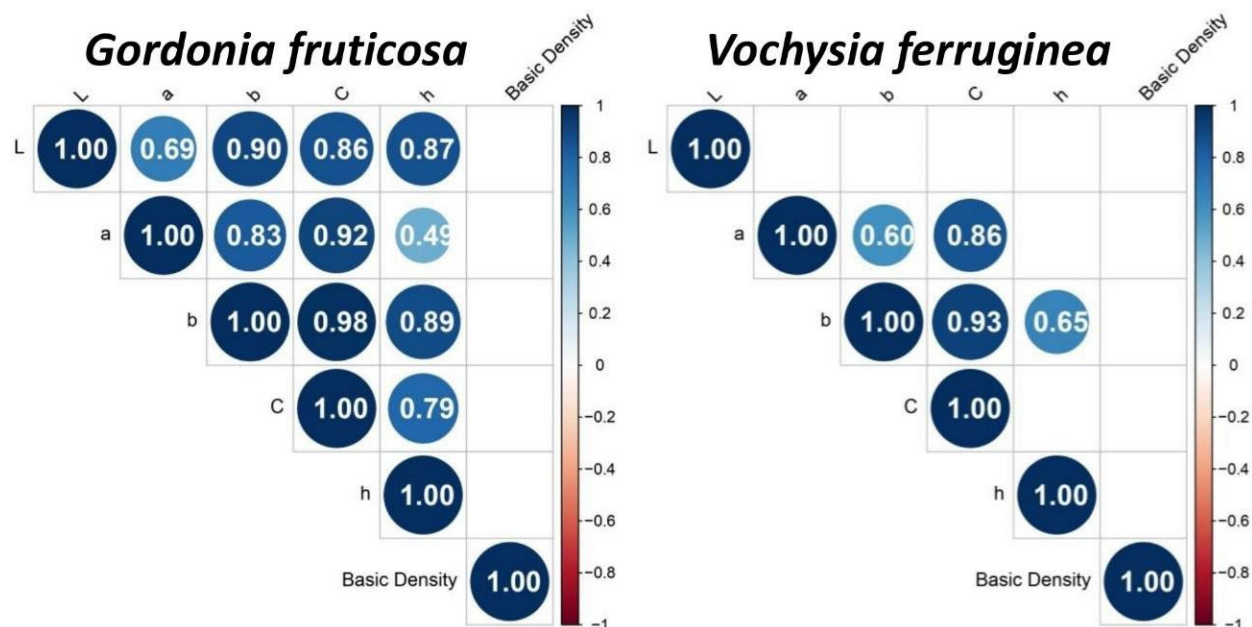 Gordonia fruticosa
L a b C h Basic Density
L 1.00 0.69 0.90 0.86 0.87
a 1.00 0.83 0.92 0.49
b 1.00 0.98 0.89
C 1.00 0.79
h 1.00
Basic Density 1.00
1
0.8
0.6
0.4
0.2
0
−0.2
−0.4
−0.6
−0.8
−1
Vochysia ferruginea
L a b C h Basic Density
L 1.00
a 1.00 0.60 0.86
b 1.00 0.93 0.65
C 1.00
h 1.00
Basic Density 1.00
1
0.8
0.6
0.4
0.2
0
−0.2
−0.4
−0.6
−0.8
−1